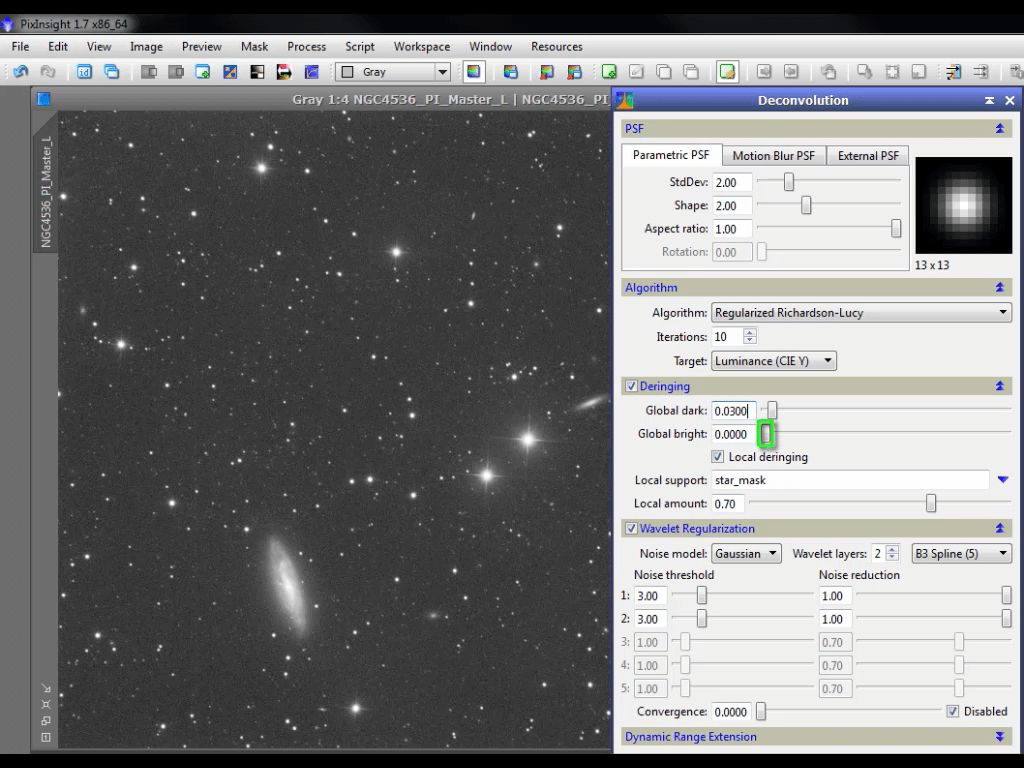 PixInsight 1.7 x86_64
File Edit View Image Preview Mask Process Script Workspace Window Resources
id Gray
Gray 1:4 NGC4536_PI_Master_L | NGC4536_PI
NGC4536_PI_Master_L
Deconvolution
PSF
Parametric PSF Motion Blur PSF External PSF
StdDev: 2.00
Shape: 2.00
Aspect ratio: 1.00
Rotation: 0.00
13 x 13
Algorithm
Algorithm: Regularized Richardson-Lucy
Iterations: 10
Target: Luminance (CIE Y)
Deringing
Global dark: 0.0300
Global bright: 0.0000
Local deringing
Local support: star_mask
Local amount: 0.70
Wavelet Regularization
Noise model: Gaussian Wavelet layers: 2 B3 Spline (5)
Noise threshold Noise reduction
1: 3.00 1.00
2: 3.00 1.00
3: 1.00 0.70
4: 1.00 0.70
5: 1.00 0.70
Convergence: 0.0000 Disabled
Dynamic Range Extension